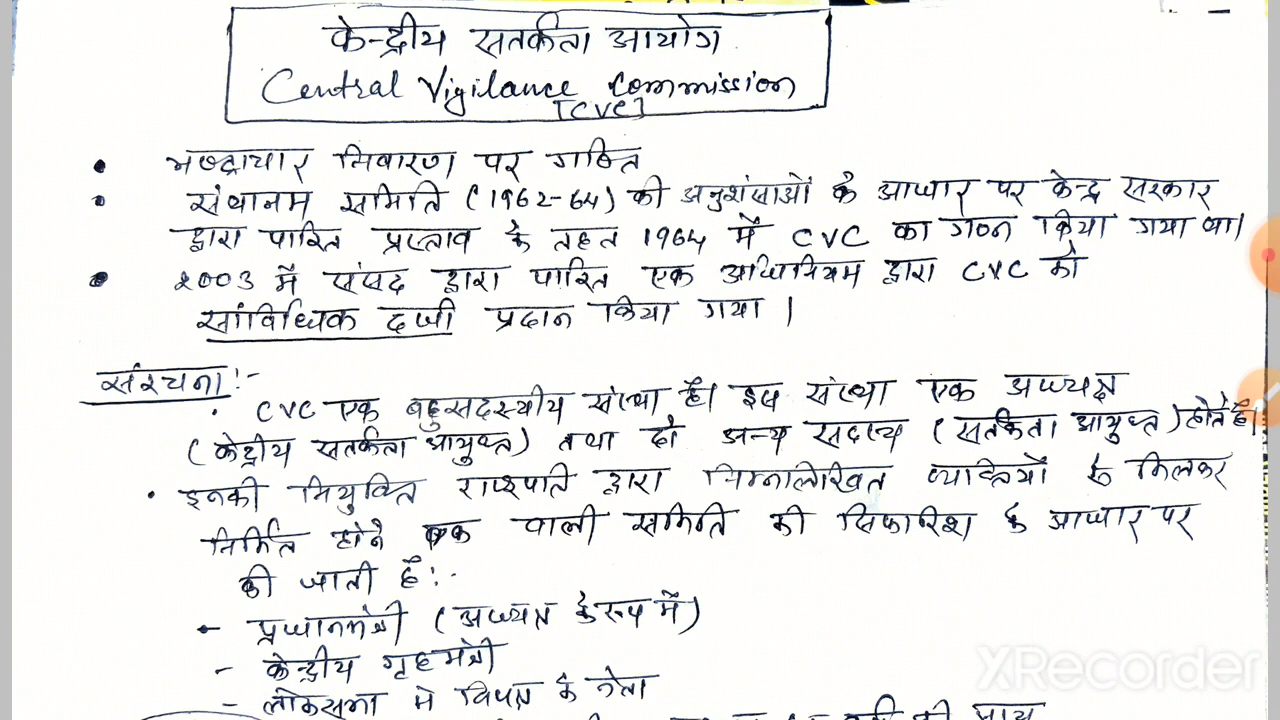 केन्द्रीय सतर्कता आयोग
Central Vigilance Commission
[CVC]
• भ्रष्टाचार निवारण पर गठित
• संथानम समिति (1962-64) की अनुशंसाओं के आधार पर केन्द्र सरकार
द्वारा पारित प्रस्ताव के तहत 1964 में CVC का गठन किया गया था।
• 2003 में संसद द्वारा पारित एक अधिनियम द्वारा CVC को
सांविधिक दर्जा प्रदान किया गया ।
संरचना :-
• CVC एक बहुसदस्यीय संस्था है। इस संस्था एक अध्यक्ष
(केंद्रीय सतर्कता आयुक्त) तथा दो अन्य सदस्य (सतर्कता आयुक्त) होते है।
• इनकी नियुक्ति राष्ट्रपति द्वारा निम्नलिखित व्यक्तियों के मिलकर
निर्मित होने एक वाली समिति की सिफारिश के आधार पर
की जाती है :-
- प्रधानमंत्री (अध्यक्ष के रूप में)
- केन्द्रीय गृहमंत्री
- लोकसभा में विपक्ष के नेता
XRecorder